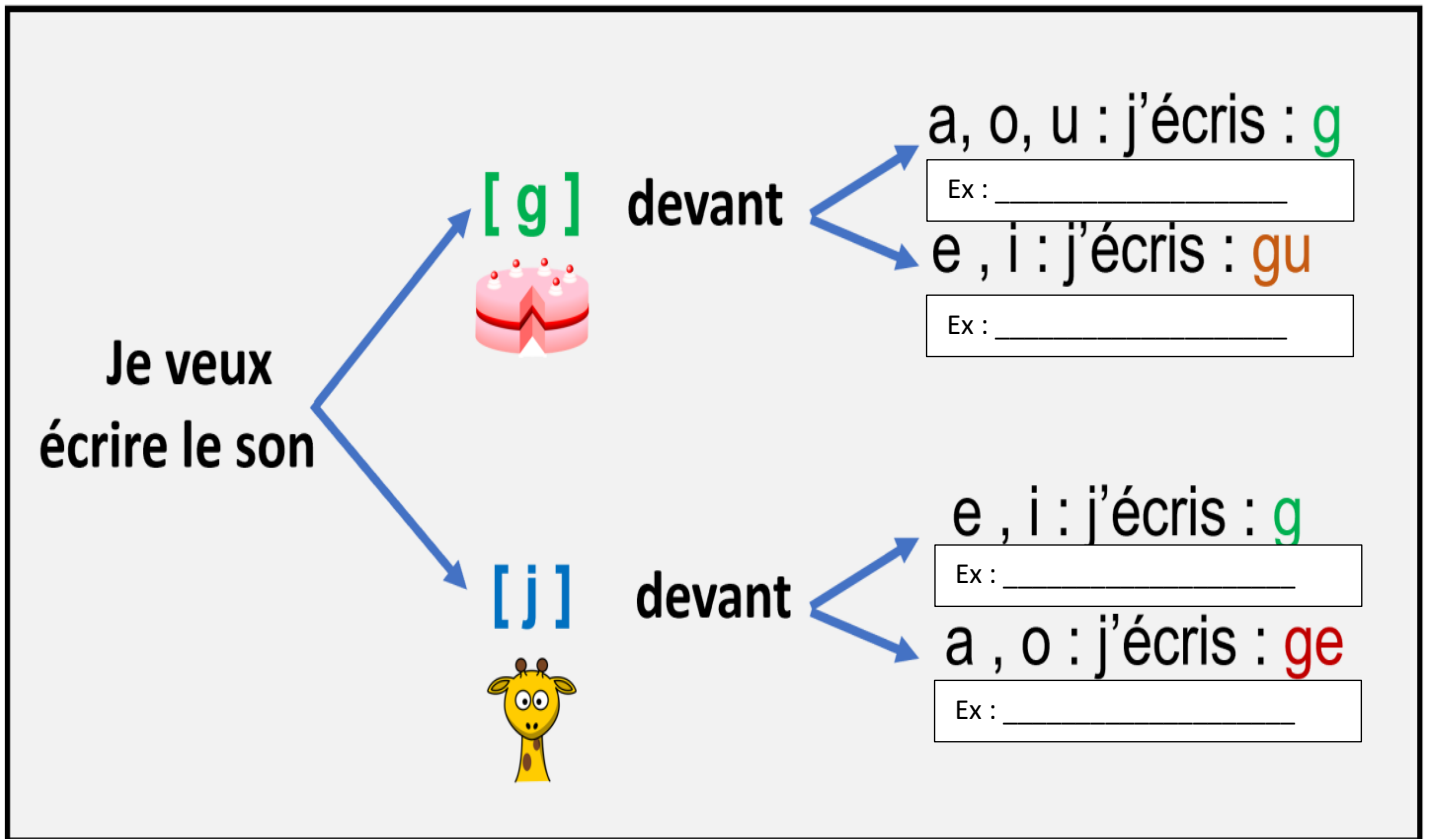 Je veux
écrire le son
[ g ] devant
a, o, u : j'écris : g
Ex : ____________________
e , i : j'écris : gu
Ex : ____________________
[ j ] devant
e , i : j'écris : g
Ex : ____________________
a , o : j'écris : ge
Ex : ____________________